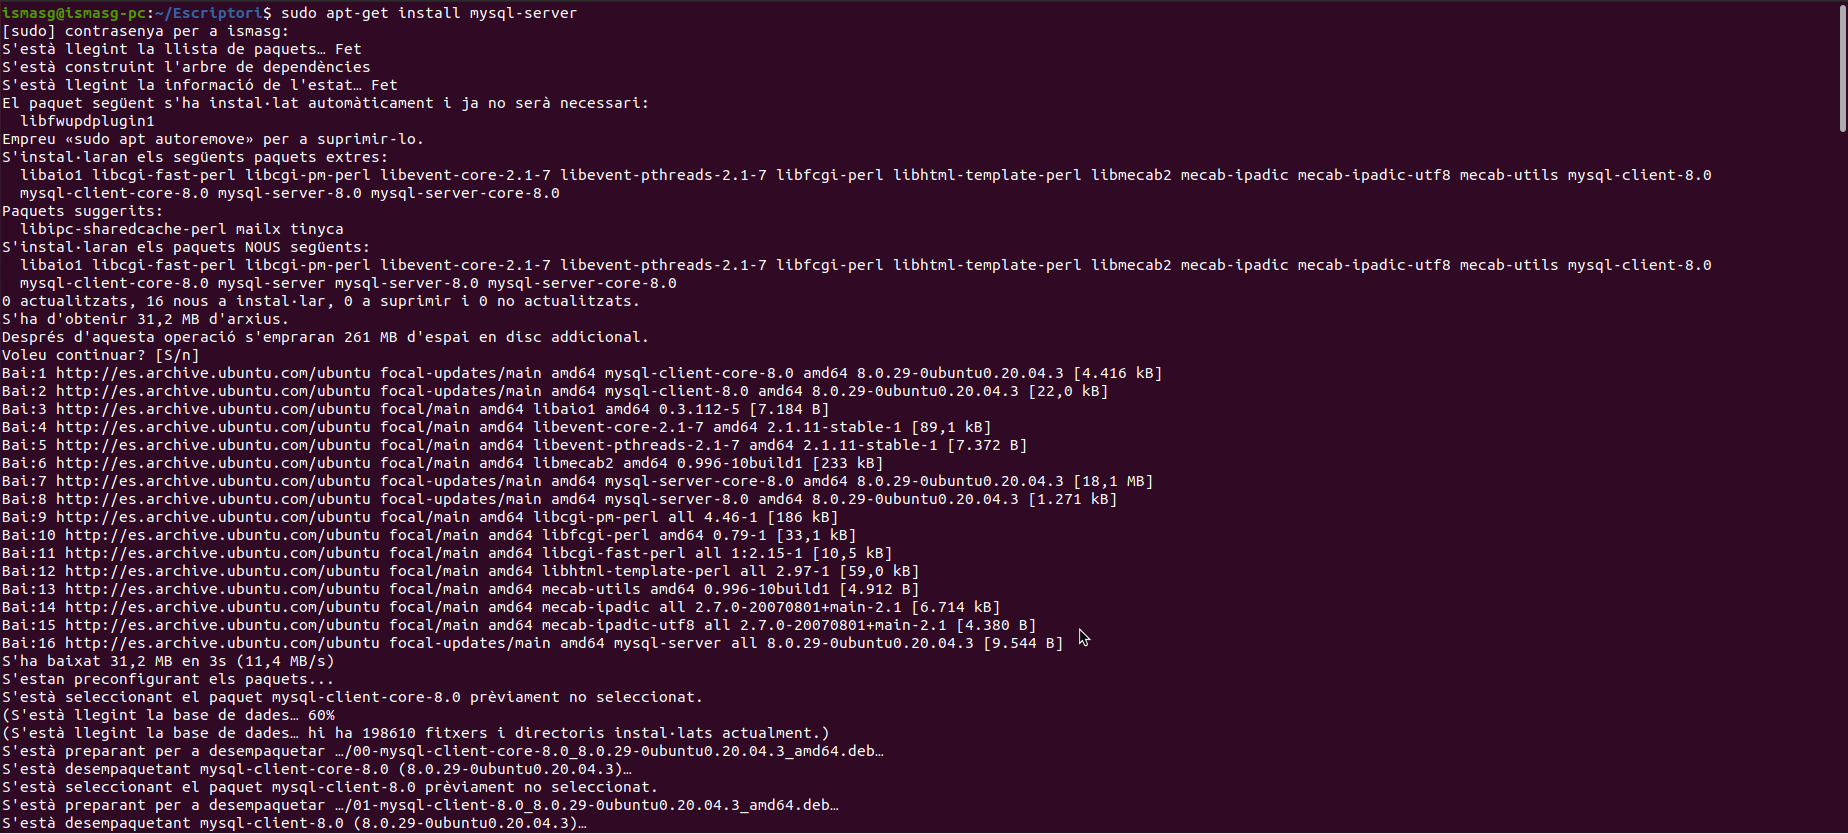 ismasg@ismasg-pc:~/Escriptori$ sudo apt-get install mysql-server
[sudo] contrasenya per a ismasg:
S'està llegint la llista de paquets… Fet
S'està construint l'arbre de dependències
S'està llegint la informació de l'estat… Fet
El paquet següent s'ha instal·lat automàticament i ja no serà necessari:
  libfwupdplugin1
Empreu «sudo apt autoremove» per a suprimir-lo.
S'instal·laran els següents paquets extres:
  libaio1 libcgi-fast-perl libcgi-pm-perl libevent-core-2.1-7 libevent-pthreads-2.1-7 libfcgi-perl libhtml-template-perl libmecab2 mecab-ipadic mecab-ipadic-utf8 mecab-utils mysql-client-8.0
  mysql-client-core-8.0 mysql-server-8.0 mysql-server-core-8.0
Paquets suggerits:
  libipc-sharedcache-perl mailx tinyca
S'instal·laran els paquets NOUS següents:
  libaio1 libcgi-fast-perl libcgi-pm-perl libevent-core-2.1-7 libevent-pthreads-2.1-7 libfcgi-perl libhtml-template-perl libmecab2 mecab-ipadic mecab-ipadic-utf8 mecab-utils mysql-client-8.0
  mysql-client-core-8.0 mysql-server mysql-server-8.0 mysql-server-core-8.0
0 actualitzats, 16 nous a instal·lar, 0 a suprimir i 0 no actualitzats.
S'ha d'obtenir 31,2 MB d'arxius.
Després d'aquesta operació s'empraran 261 MB d'espai en disc addicional.
Voleu continuar? [S/n]
Bai:1 http://es.archive.ubuntu.com/ubuntu focal-updates/main amd64 mysql-client-core-8.0 amd64 8.0.29-0ubuntu0.20.04.3 [4.416 kB]
Bai:2 http://es.archive.ubuntu.com/ubuntu focal-updates/main amd64 mysql-client-8.0 amd64 8.0.29-0ubuntu0.20.04.3 [22,0 kB]
Bai:3 http://es.archive.ubuntu.com/ubuntu focal/main amd64 libaio1 amd64 0.3.112-5 [7.184 B]
Bai:4 http://es.archive.ubuntu.com/ubuntu focal/main amd64 libevent-core-2.1-7 amd64 2.1.11-stable-1 [89,1 kB]
Bai:5 http://es.archive.ubuntu.com/ubuntu focal/main amd64 libevent-pthreads-2.1-7 amd64 2.1.11-stable-1 [7.372 B]
Bai:6 http://es.archive.ubuntu.com/ubuntu focal/main amd64 libmecab2 amd64 0.996-10build1 [233 kB]
Bai:7 http://es.archive.ubuntu.com/ubuntu focal-updates/main amd64 mysql-server-core-8.0 amd64 8.0.29-0ubuntu0.20.04.3 [18,1 MB]
Bai:8 http://es.archive.ubuntu.com/ubuntu focal-updates/main amd64 mysql-server-8.0 amd64 8.0.29-0ubuntu0.20.04.3 [1.271 kB]
Bai:9 http://es.archive.ubuntu.com/ubuntu focal/main amd64 libcgi-pm-perl all 4.46-1 [186 kB]
Bai:10 http://es.archive.ubuntu.com/ubuntu focal/main amd64 libfcgi-perl amd64 0.79-1 [33,1 kB]
Bai:11 http://es.archive.ubuntu.com/ubuntu focal/main amd64 libcgi-fast-perl all 1:2.15-1 [10,5 kB]
Bai:12 http://es.archive.ubuntu.com/ubuntu focal/main amd64 libhtml-template-perl all 2.97-1 [59,0 kB]
Bai:13 http://es.archive.ubuntu.com/ubuntu focal/main amd64 mecab-utils amd64 0.996-10build1 [4.912 B]
Bai:14 http://es.archive.ubuntu.com/ubuntu focal/main amd64 mecab-ipadic all 2.7.0-20070801+main-2.1 [6.714 kB]
Bai:15 http://es.archive.ubuntu.com/ubuntu focal/main amd64 mecab-ipadic-utf8 all 2.7.0-20070801+main-2.1 [4.380 B]
Bai:16 http://es.archive.ubuntu.com/ubuntu focal-updates/main amd64 mysql-server all 8.0.29-0ubuntu0.20.04.3 [9.544 B]
S'ha baixat 31,2 MB en 3s (11,4 MB/s)
S'estan preconfigurant els paquets...
S'està seleccionant el paquet mysql-client-core-8.0 prèviament no seleccionat.
(S'està llegint la base de dades… 60%
(S'està llegint la base de dades… hi ha 198610 fitxers i directoris instal·lats actualment.)
S'està preparant per a desempaquetar …/00-mysql-client-core-8.0_8.0.29-0ubuntu0.20.04.3_amd64.deb…
S'està desempaquetant mysql-client-core-8.0 (8.0.29-0ubuntu0.20.04.3)…
S'està seleccionant el paquet mysql-client-8.0 prèviament no seleccionat.
S'està preparant per a desempaquetar …/01-mysql-client-8.0_8.0.29-0ubuntu0.20.04.3_amd64.deb…
S'està desempaquetant mysql-client-8.0 (8.0.29-0ubuntu0.20.04.3)…